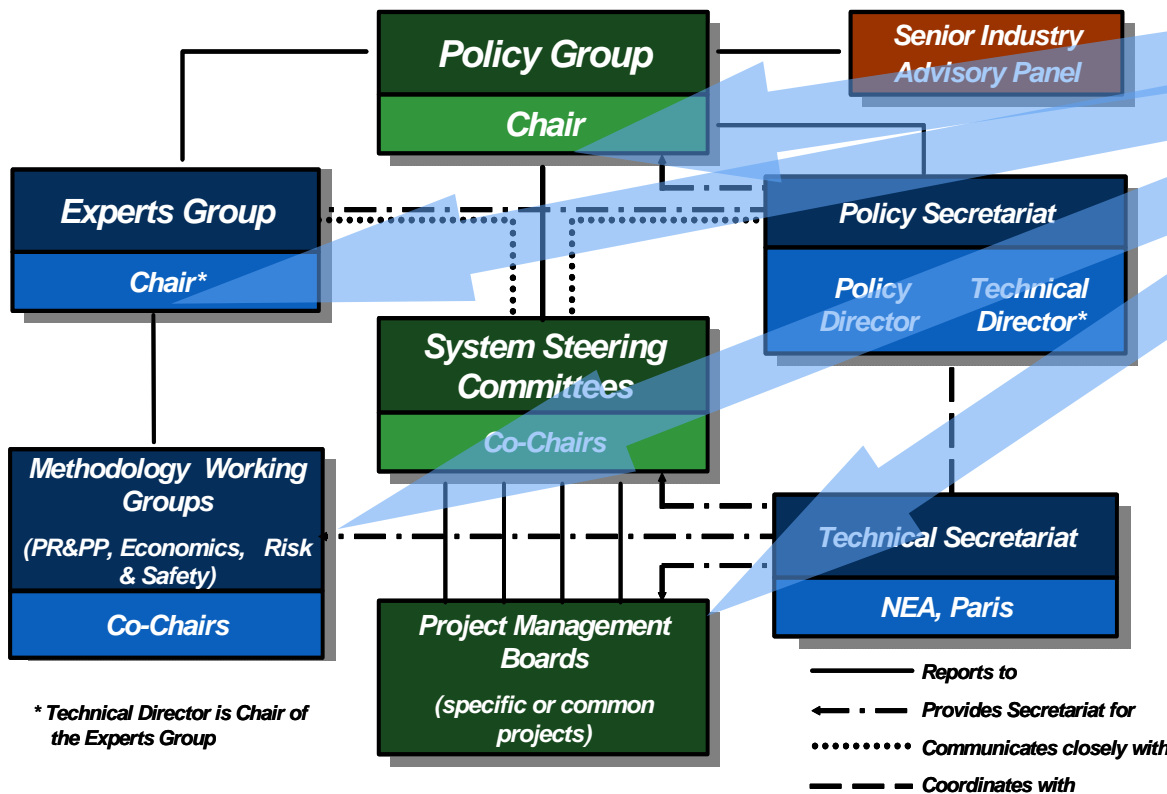 Policy Group
Chair
Senior Industry
Advisory Panel
Experts Group
Chair*
Policy Secretariat
Policy
Director
Technical
Director*
System Steering
Committees
Co-Chairs
Methodology Working
Groups
(PR&PP, Economics, Risk
& Safety)
Co-Chairs
Technical Secretariat
NEA, Paris
Project Management
Boards
(specific or common
projects)
* Technical Director is Chair of
the Experts Group
Reports to
Provides Secretariat for
Communicates closely with
Coordinates with